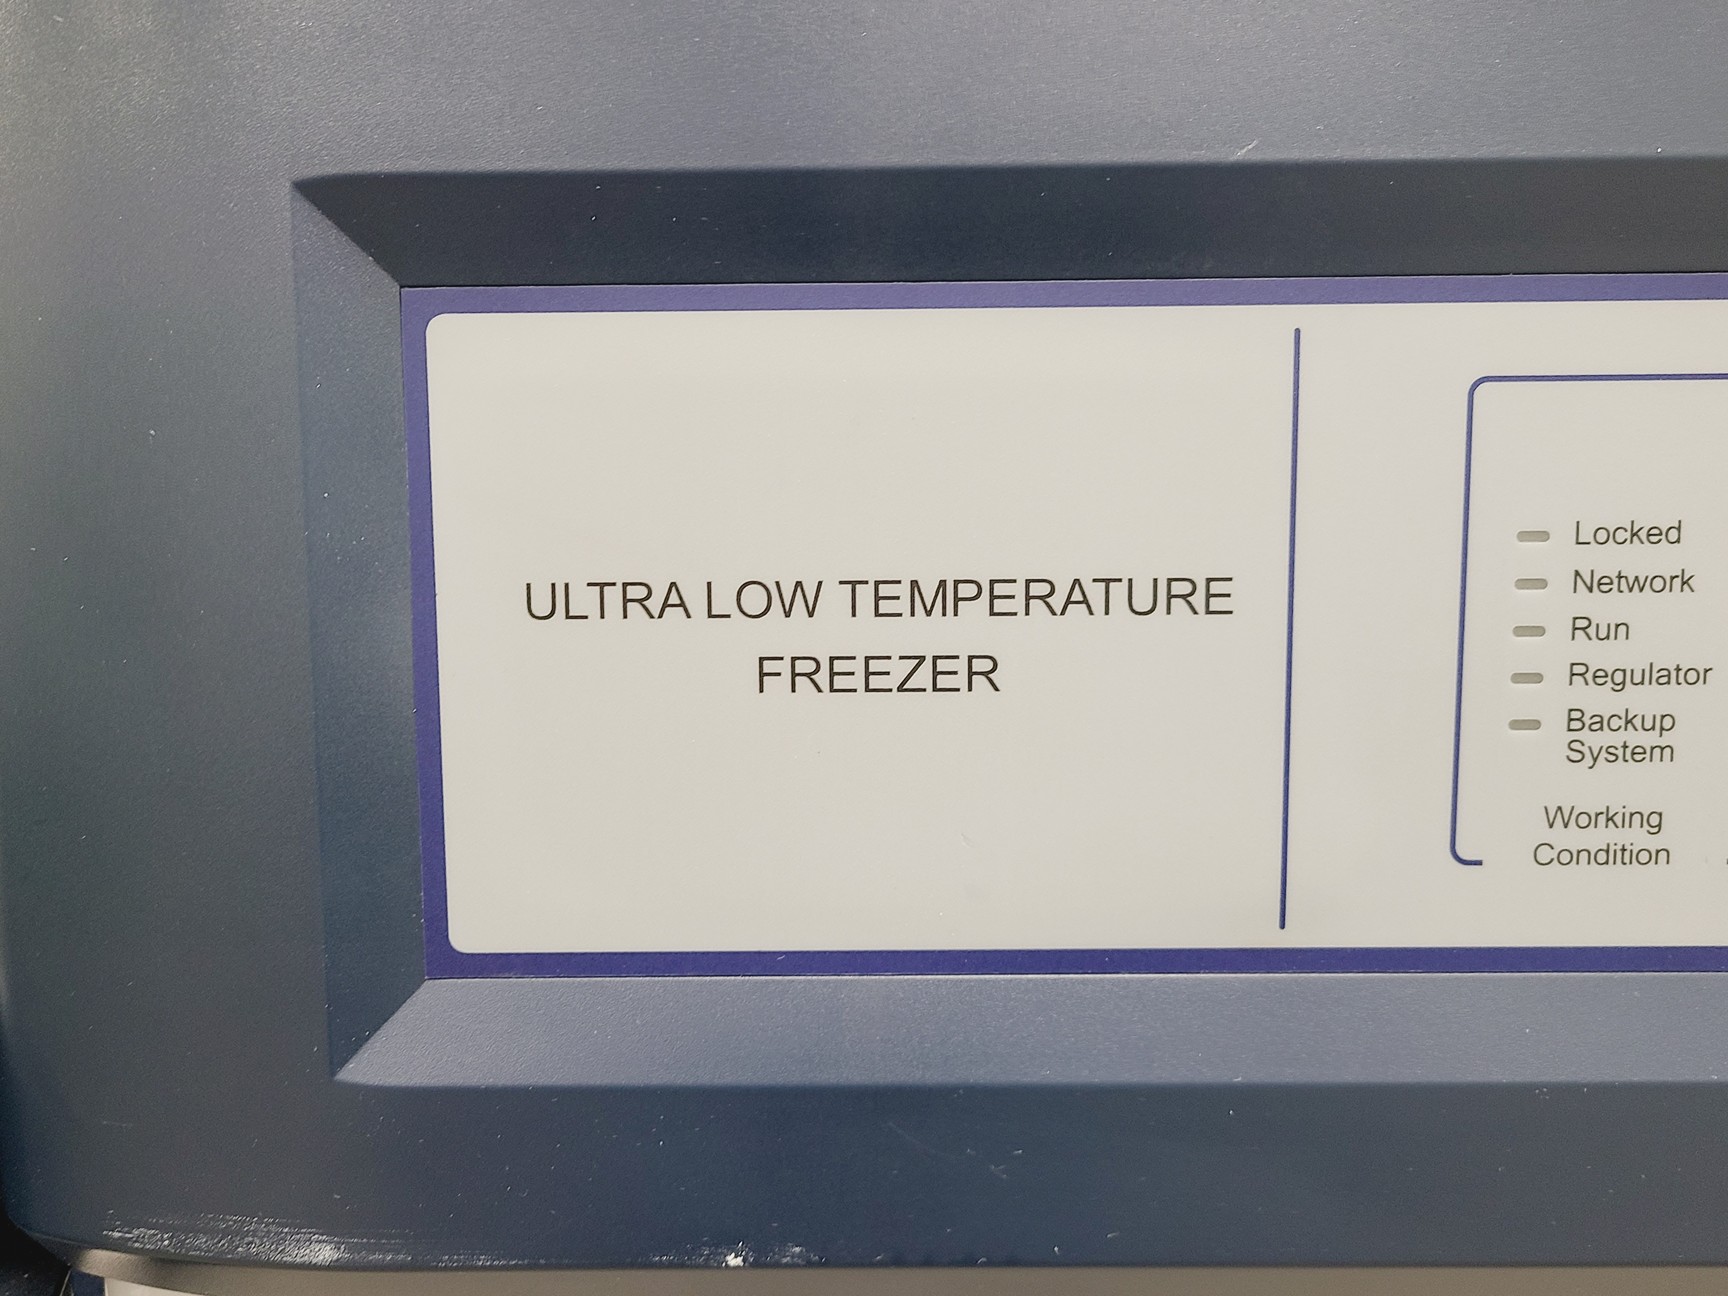 ULTRA LOW TEMPERATURE
FREEZER
Locked
Network
Run
Regulator
Backup
System
Working
Condition